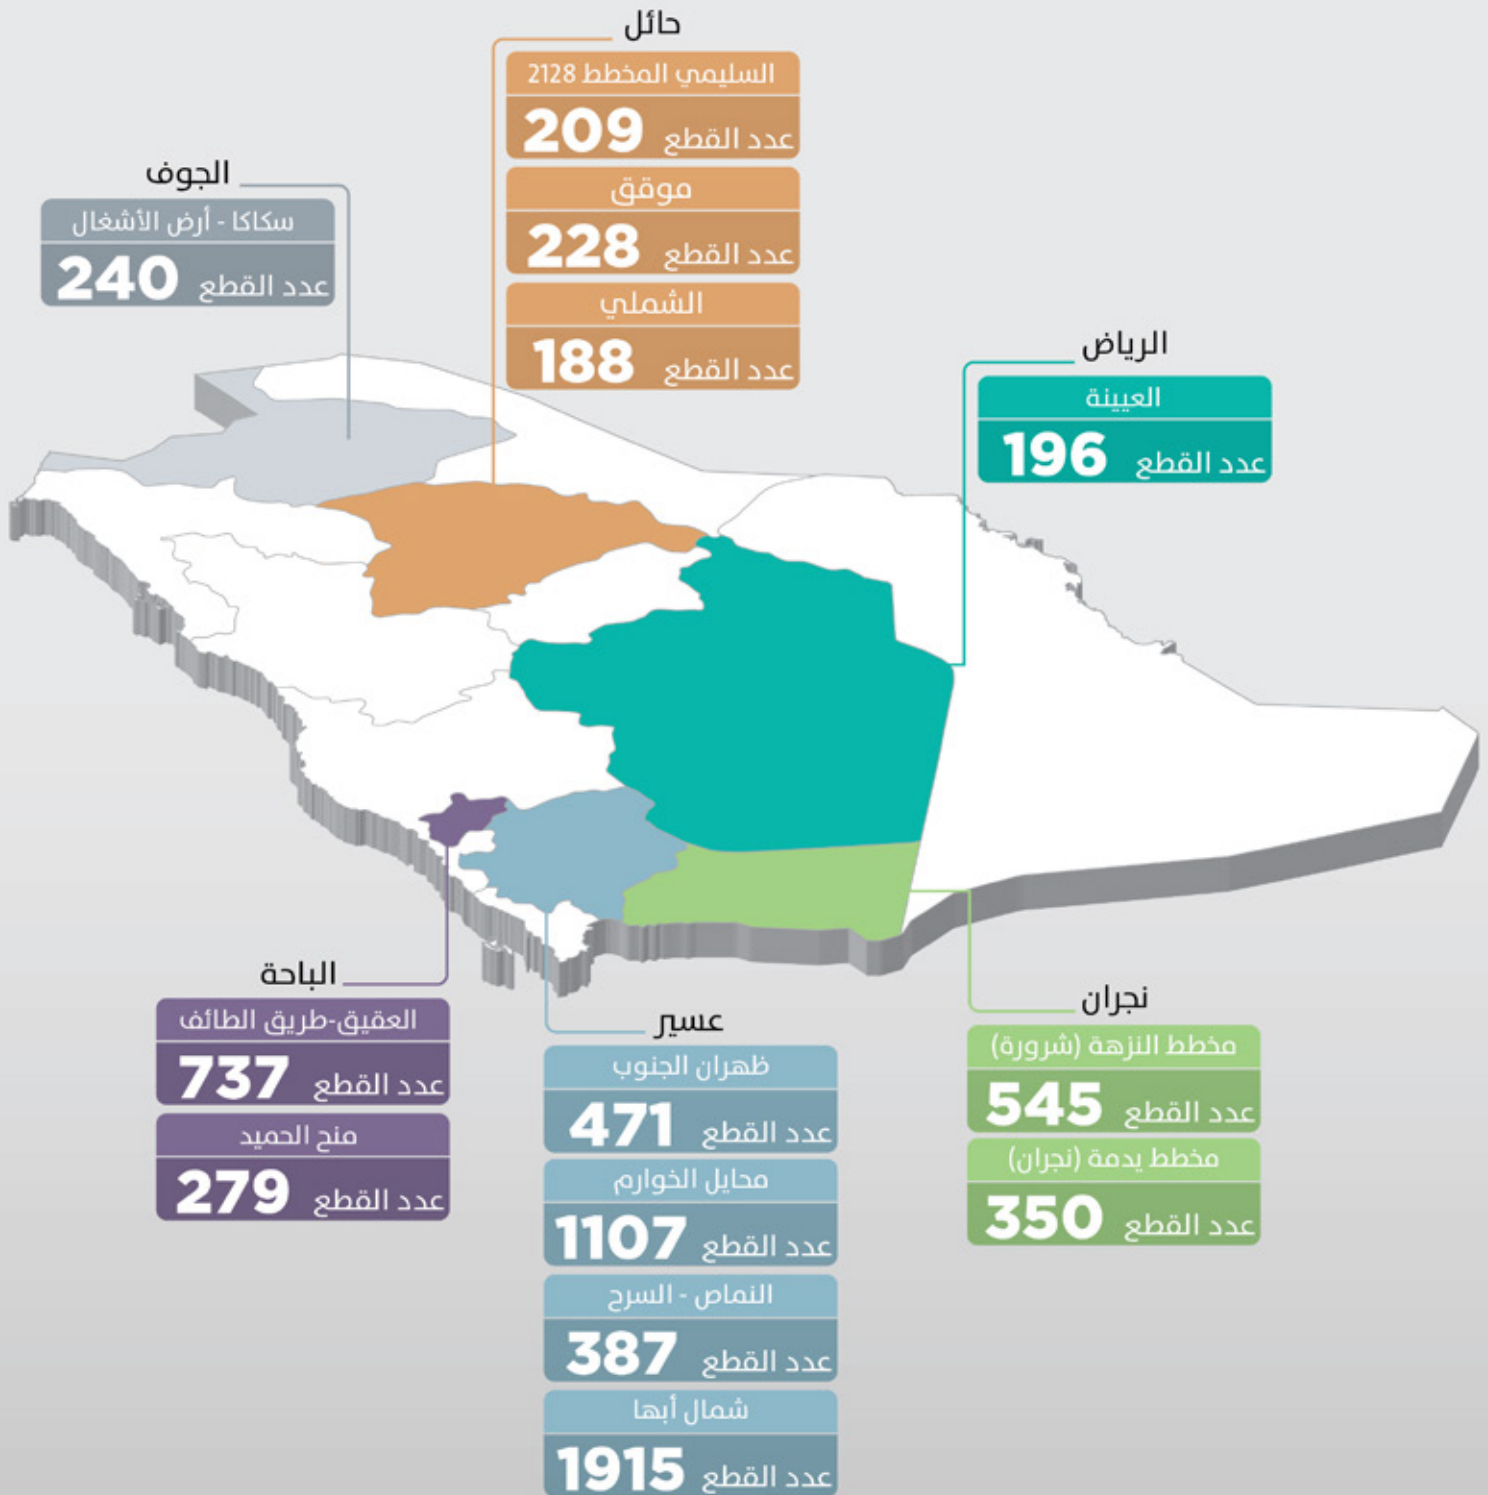 حائل
السليمي المخطط 2128
عدد القطع 209
موقق
عدد القطع 228
الشملي
عدد القطع 188
الجوف
سكاكا - أرض الأشغال
عدد القطع 240
الرياض
العيينة
عدد القطع 196
نجران
مخطط النزهة (شرورة)
عدد القطع 545
مخطط يدمة (نجران)
عدد القطع 350
عسير
ظهران الجنوب
عدد القطع 471
محايل الخوارم
عدد القطع 1107
النماص - السرح
عدد القطع 387
شمال أبها
عدد القطع 1915
الباحة
العقيق-طريق الطائف
عدد القطع 737
منح الحميد
عدد القطع 279